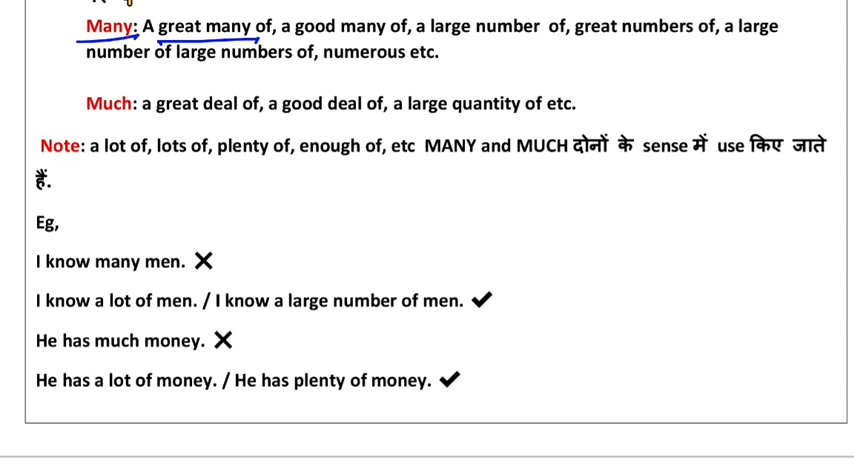 Many: A great many of, a good many of, a large number of, great numbers of, a large
number of large numbers of, numerous etc.
Much: a great deal of, a good deal of, a large quantity of etc.
Note: a lot of, lots of, plenty of, enough of, etc MANY and MUCH दोनों के sense में use किए जाते
हैं.
Eg,
I know many men. ✕
I know a lot of men. / I know a large number of men. ✔
He has much money. ✕
He has a lot of money. / He has plenty of money. ✔